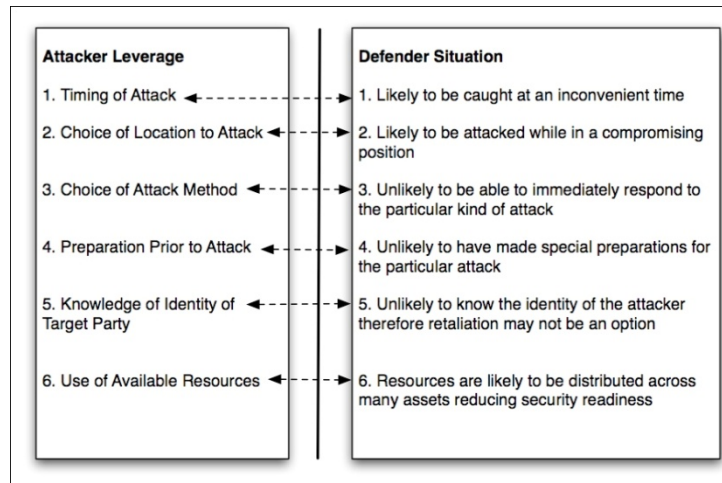 Attacker Leverage
1. Timing of Attack
2. Choice of Location to Attack
3. Choice of Attack Method
4. Preparation Prior to Attack
5. Knowledge of Identity of
Target Party
6. Use of Available Resources
Defender Situation
1. Likely to be caught at an inconvenient time
2. Likely to be attacked while in a compromising
position
3. Unlikely to be able to immediately respond to
the particular kind of attack
4. Unlikely to have made special preparations for
the particular attack
5. Unlikely to know the identity of the attacker
therefore retaliation may not be an option
6. Resources are likely to be distributed across
many assets reducing security readiness